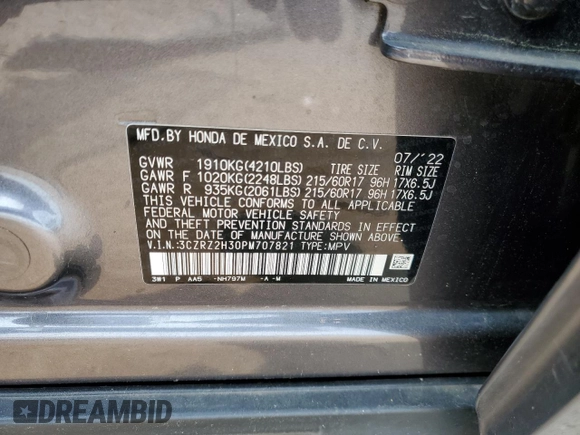 MFD.BY HONDA DE MEXICO S.A. DE C.V.
07/'22
GVWR 1910KG(4210LBS) TIRE SIZE RIM SIZE
GAWR F 1020KG(2248LBS) 215/60R17 96H 17X6.5J
GAWR R 935KG(2061LBS) 215/60R17 96H 17X6.5J
THIS VEHICLE CONFORMS TO ALL APPLICABLE
FEDERAL MOTOR VEHICLE SAFETY
AND THEFT PREVENTION STANDARDS IN EFFECT ON THE DATE OF MANUFACTURE SHOWN ABOVE.
V.I.N.:3CZRZ2H30PM707821 TYPE:MPV
3W1 P AAS -NH797M -A -M MADE IN MEXICO
DREAMBID